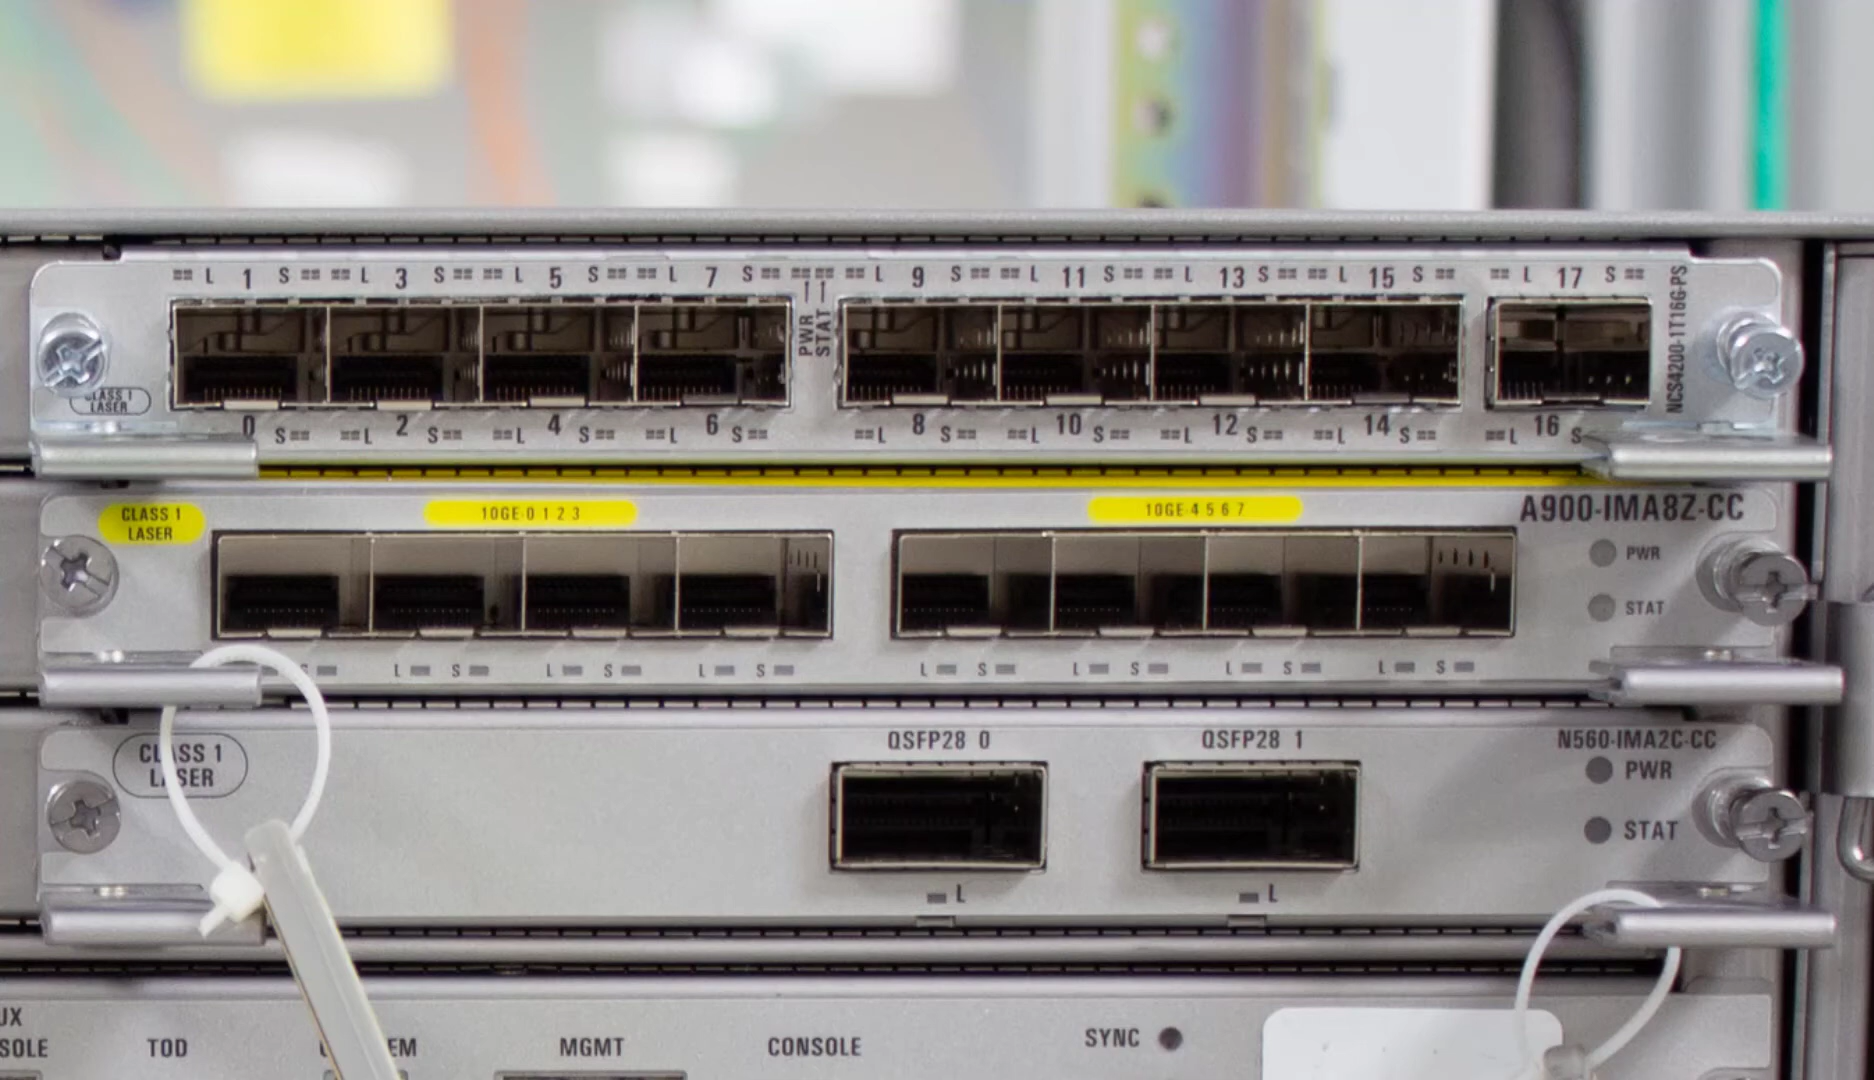 L 1 S L 3 S L 5 S L 7 S L 9 S L 11 S L 13 S L 15 S L 17 S
PWR
STAT
NCS4200-1T16G-PS
CLASS 1
LASER
0 S L 2 S L 4 S L 6 S L 8 S L 10 S L 12 S L 14 S L 16 S
CLASS 1
LASER
10GE-0 1 2 3
10GE-4 5 6 7
A900-IMA8Z-CC
PWR
STAT
S L S L S L S L S L S L S L S
CLASS 1
LASER
QSFP28 0
QSFP28 1
N560-IMA2C-CC
PWR
STAT
L
L
TOD
MGMT
CONSOLE
SYNC